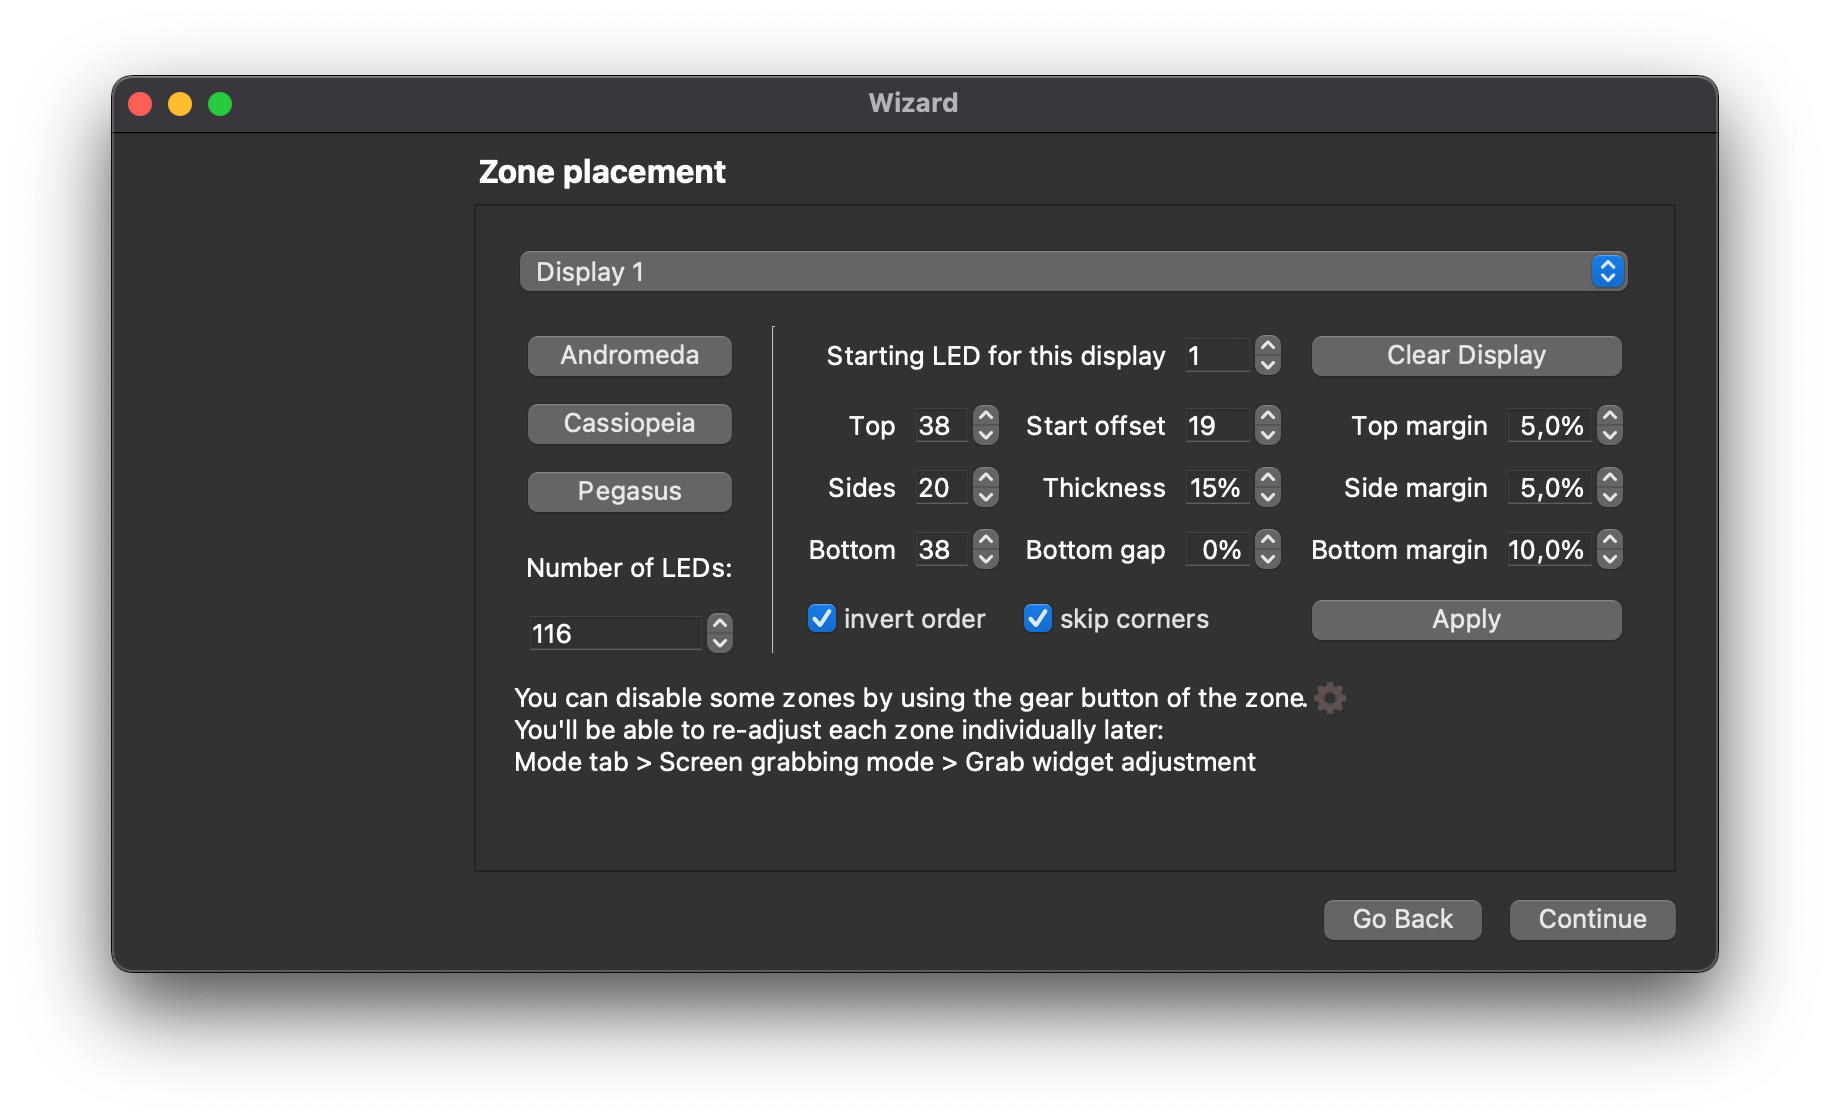 Wizard
Zone placement
Display 1
Andromeda
Cassiopeia
Pegasus
Number of LEDs:
116
Starting LED for this display 1 Clear Display
Top 38 Start offset 19 Top margin 5,0%
Sides 20 Thickness 15% Side margin 5,0%
Bottom 38 Bottom gap 0% Bottom margin 10,0%
invert order skip corners Apply
You can disable some zones by using the gear button of the zone.
You'll be able to re-adjust each zone individually later:
Mode tab > Screen grabbing mode > Grab widget adjustment
Go Back Continue